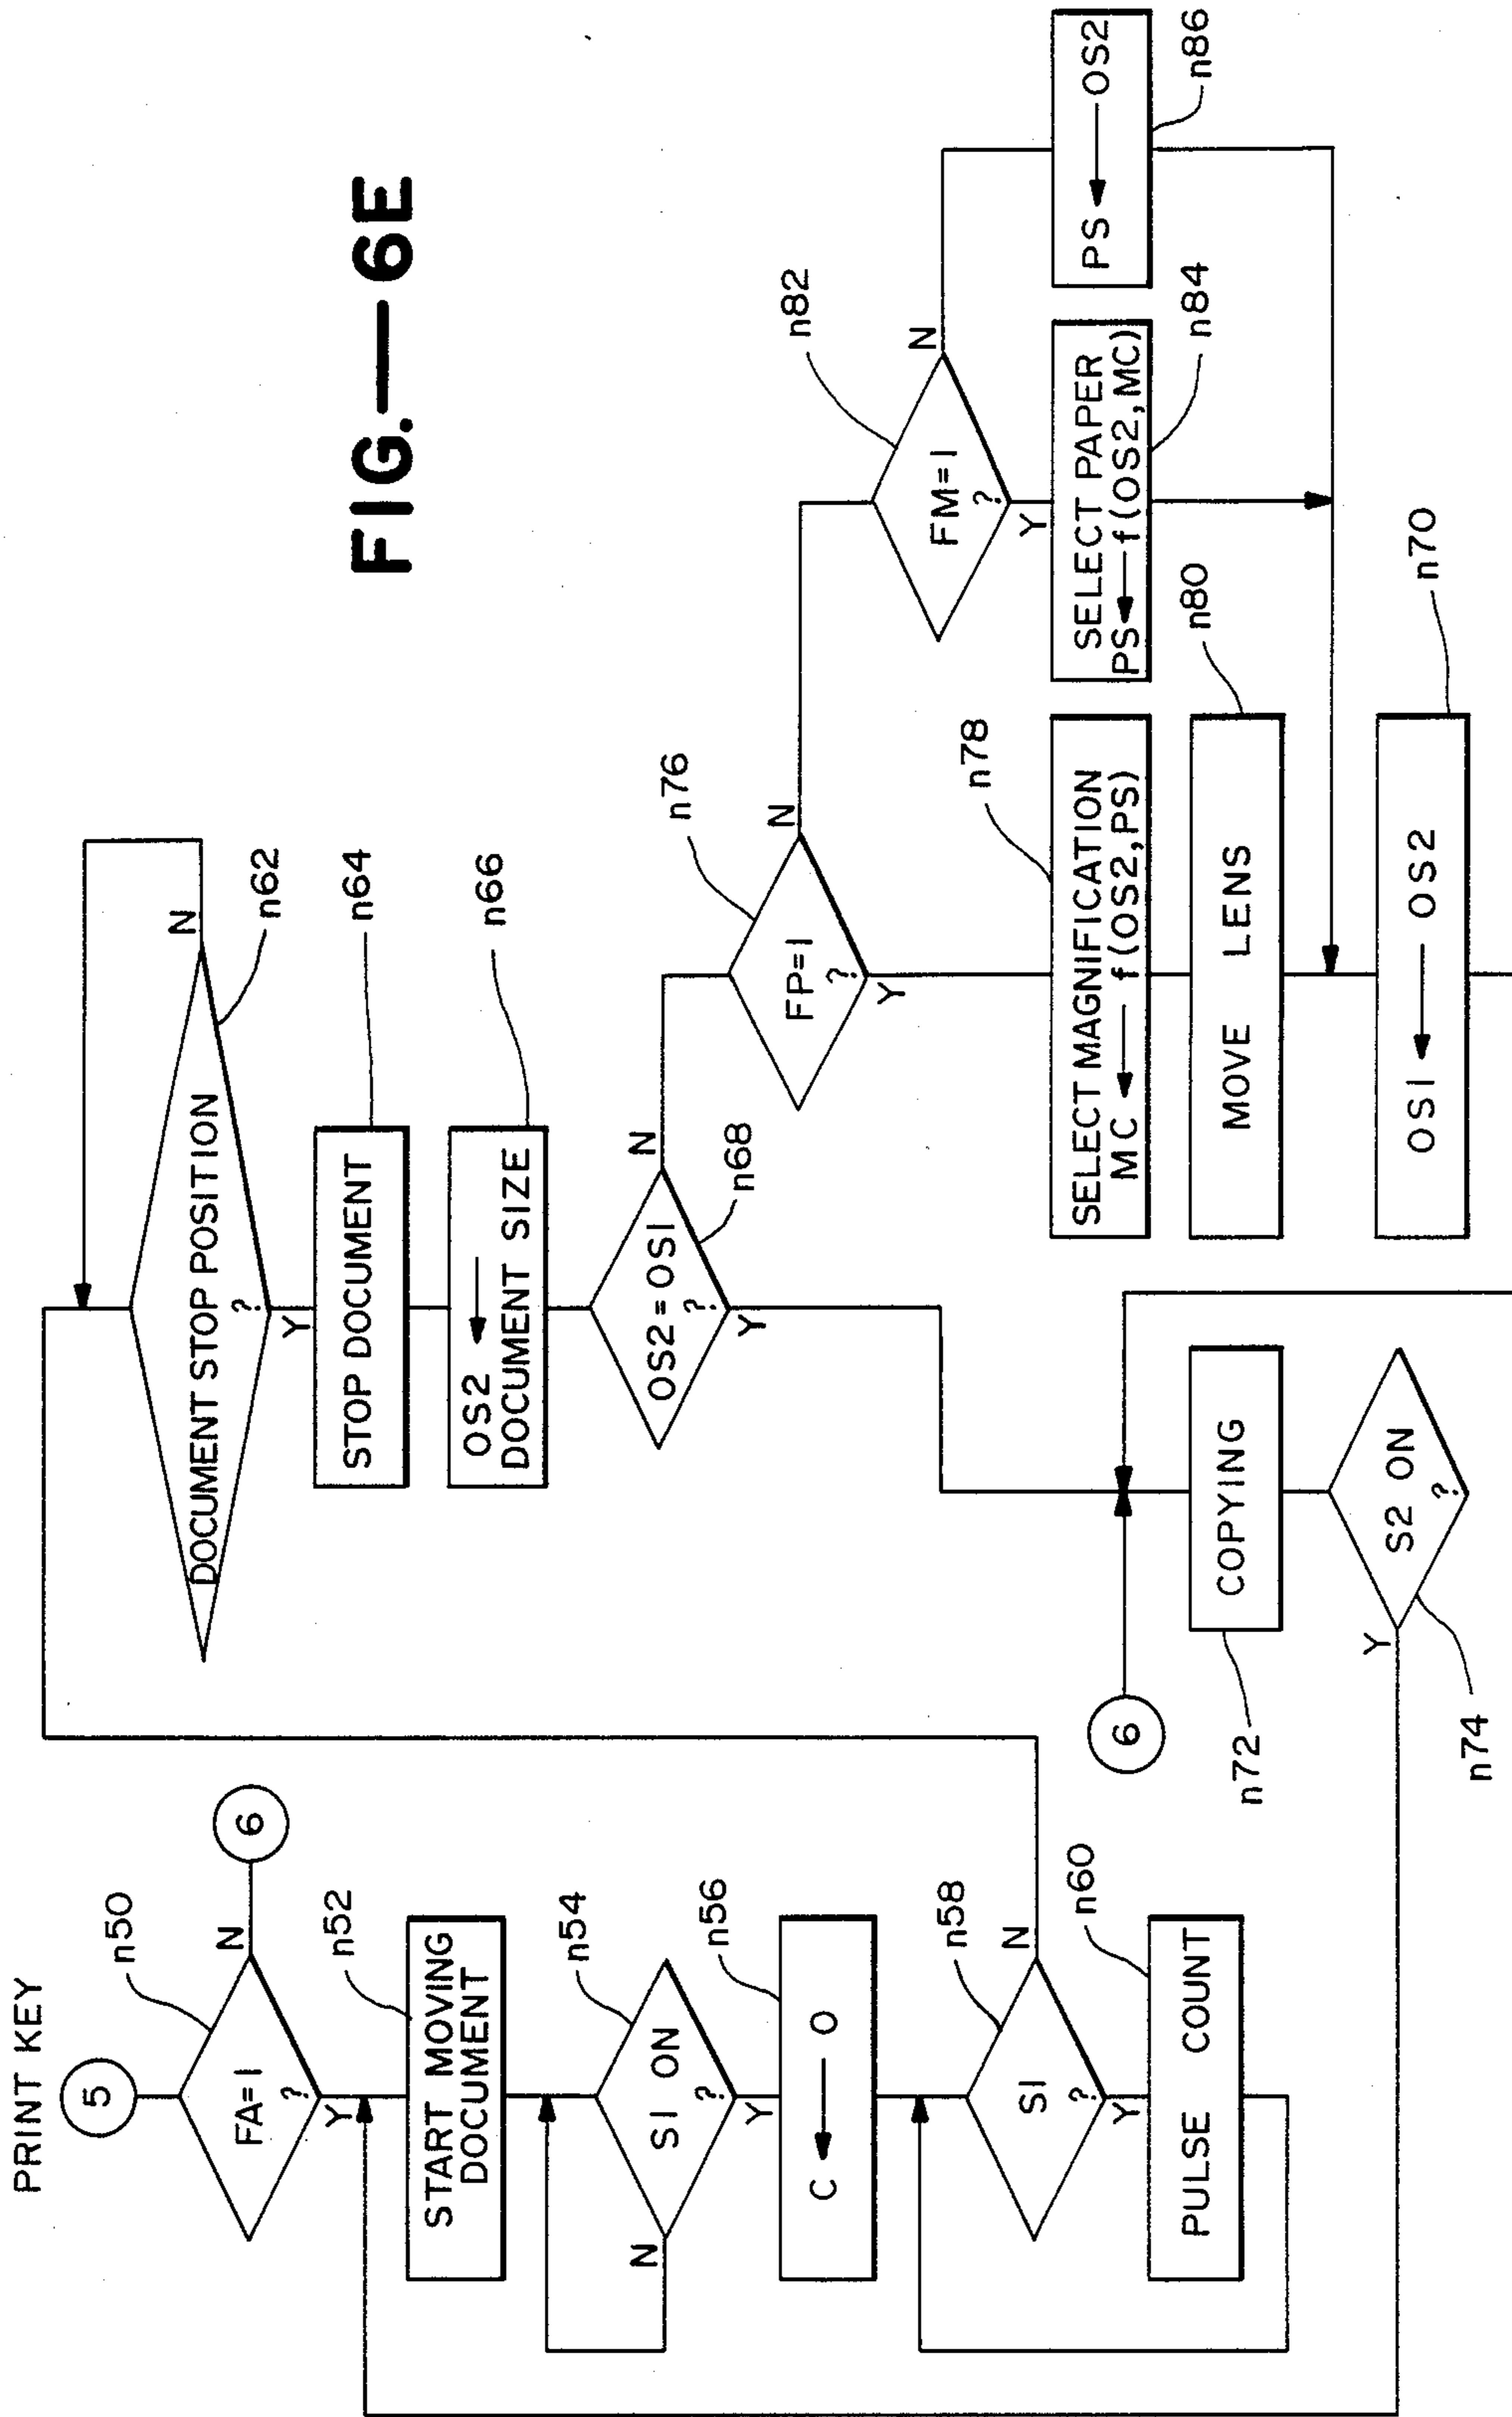 PRINT KEY
5
n50
FA=1
?
N
6
Y
n52
START MOVING
DOCUMENT
n54
S1 ON
?
N
Y
n56
C ← 0
n58
S1
?
N
Y
n60
PULSE COUNT
DOCUMENT STOP POSITION
?
N
n62
Y
STOP DOCUMENT
n64
OS2 ←
DOCUMENT SIZE
n66
OS2 = OS1
?
N
n68
Y
6
COPYING
n72
S2 ON
?
Y
n74
n76
FP=1
?
N
Y
n78
SELECT MAGNIFICATION
MC ← f(OS2,PS)
n80
MOVE LENS
n70
OS1 ← OS2
n82
FM=1
?
N
Y
SELECT PAPER
PS ← f(OS2,MC)
n84
PS ← OS2
n86
FIG.—6E